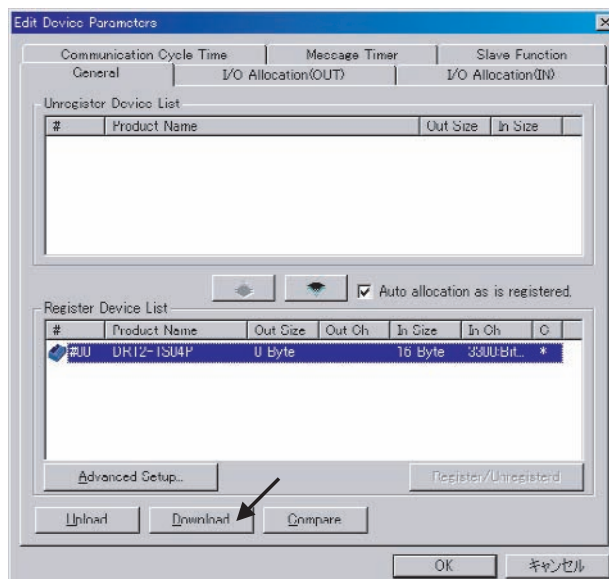 Edit Device Parameters
Communication Cycle Time Message Timer Slave Function
General I/O Allocation(OUT) I/O Allocation(IN)
Unregister Device List
# Product Name Out Size In Size
Auto allocation as is registered.
Register Device List
# Product Name Out Size Out Ch In Size In Ch C
#00 DRT2-TS04P 0 Byte 16 Byte 3300:Bit... *
Advanced Setup... Register/Unregisterd
Upload Download Compare
OK キャンセル